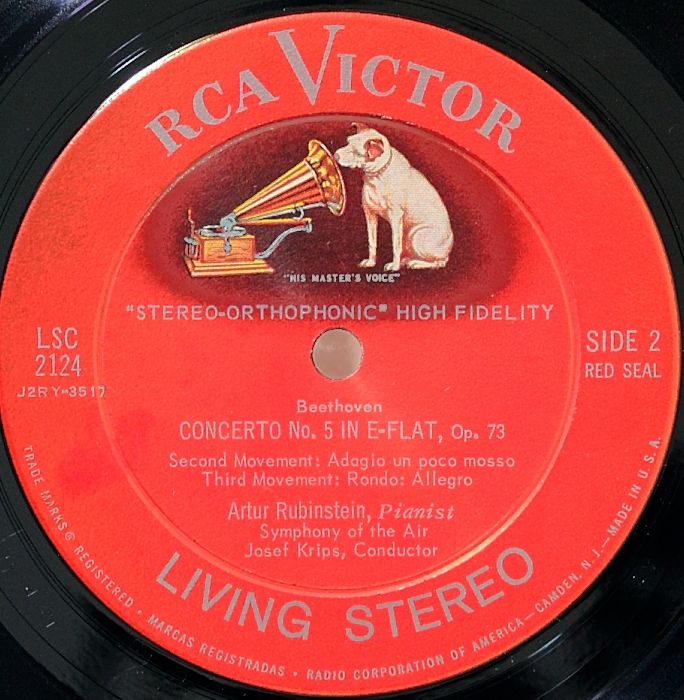 RCA VICTOR
"HIS MASTER'S VOICE"
"STEREO-ORTHOPHONIC" HIGH FIDELITY
LSC
2124
J2RY-3517
SIDE 2
RED SEAL
Beethoven
CONCERTO No. 5 IN E-FLAT, Op. 73
Second Movement: Adagio un poco mosso
Third Movement: Rondo: Allegro
Artur Rubinstein, Pianist
Symphony of the Air
Josef Krips, Conductor
LIVING STEREO
TRADE MARKS ® REGISTERED • MARCAS REGISTRADAS • RADIO CORPORATION OF AMERICA—CAMDEN, N. J.—MADE IN U.S.A.